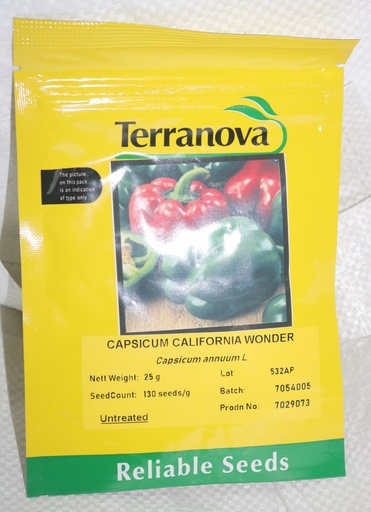 Terranova
The picture
on this pack
is an indication
of type only
CAPSICUM CALIFORNIA WONDER
Capsicum annuum L
Nett Weight: 25 g
Lot 532AP
SeedCount: 130 seeds/g
Batch: 7054005
Prodn No: 7029073
Untreated
Reliable Seeds